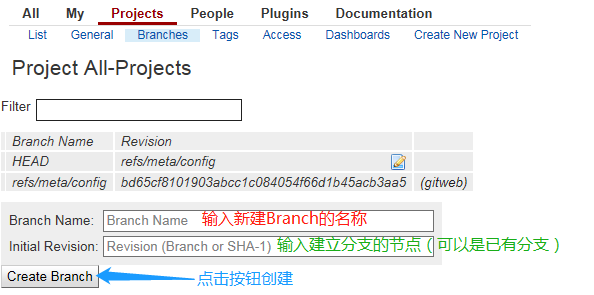 All My Projects People Plugins Documentation
List General Branches Tags Access Dashboards Create New Project
Project All-Projects
Filter
Branch Name Revision
HEAD refs/meta/config
refs/meta/config bd65cf8101903abcc1c084054f66d1b45acb3aa5 (gitweb)
Branch Name: Branch Name 输入新建Branch的名称
Initial Revision: Revision (Branch or SHA-1) 输入建立分支的节点（可以是已有分支）
Create Branch 点击按钮创建